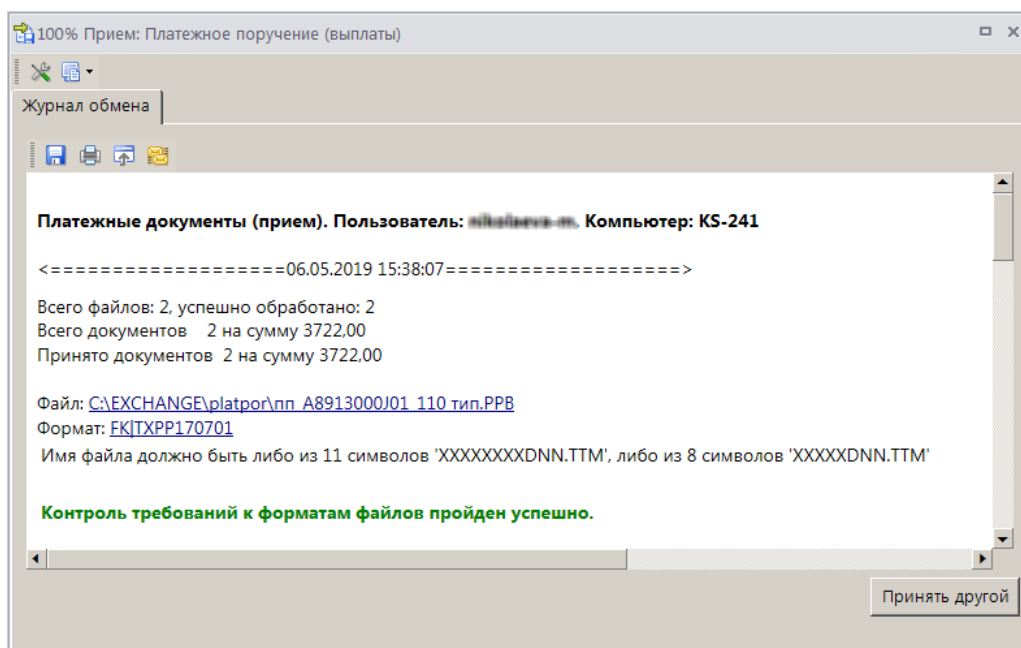 100% Прием: Платежное поручение (выплаты)
Журнал обмена
Платежные документы (прием). Пользователь: Компьютер: KS-241
<===================06.05.2019 15:38:07===================>
Всего файлов: 2, успешно обработано: 2
Всего документов 2 на сумму 3722,00
Принято документов 2 на сумму 3722,00
Файл: C:\EXCHANGE\platpor\пп_A8913000J01_110 тип.PPB
Формат: FK|TXPP170701
Имя файла должно быть либо из 11 символов 'XXXXXXXXDNN.TTM', либо из 8 символов 'XXXXXDNN.TTM'
Контроль требований к форматам файлов пройден успешно.
Принять другой